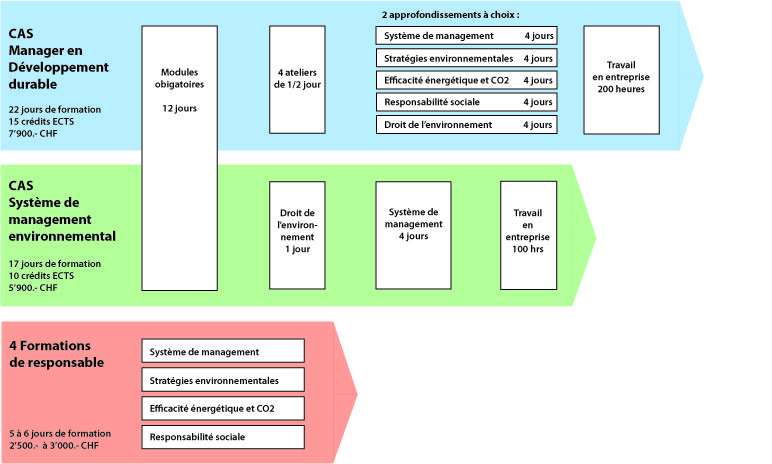 CAS
Manager en
Développement
durable
22 jours de formation
15 crédits ECTS
7’900.- CHF
Modules
obigatoires
12 jours
4 ateliers
de 1/2 jour
2 approfondissements à choix :
Système de management 4 jours
Stratégies environnementales 4 jours
Efficacité énergétique et CO2 4 jours
Responsabilité sociale 4 jours
Droit de l’environnement 4 jours
Travail
en entreprise
200 heures
CAS
Système de
management
environnemental
17 jours de formation
10 crédits ECTS
5’900.- CHF
Droit de
l’environ-
nement
1 jour
Système de
management
4 jours
Travail
en
entreprise
100 hrs
4 Formations
de responsable
5 à 6 jours de formation
2’500.- à 3’000.- CHF
Système de management
Stratégies environnementales
Efficacité énergétique et CO2
Responsabilité sociale